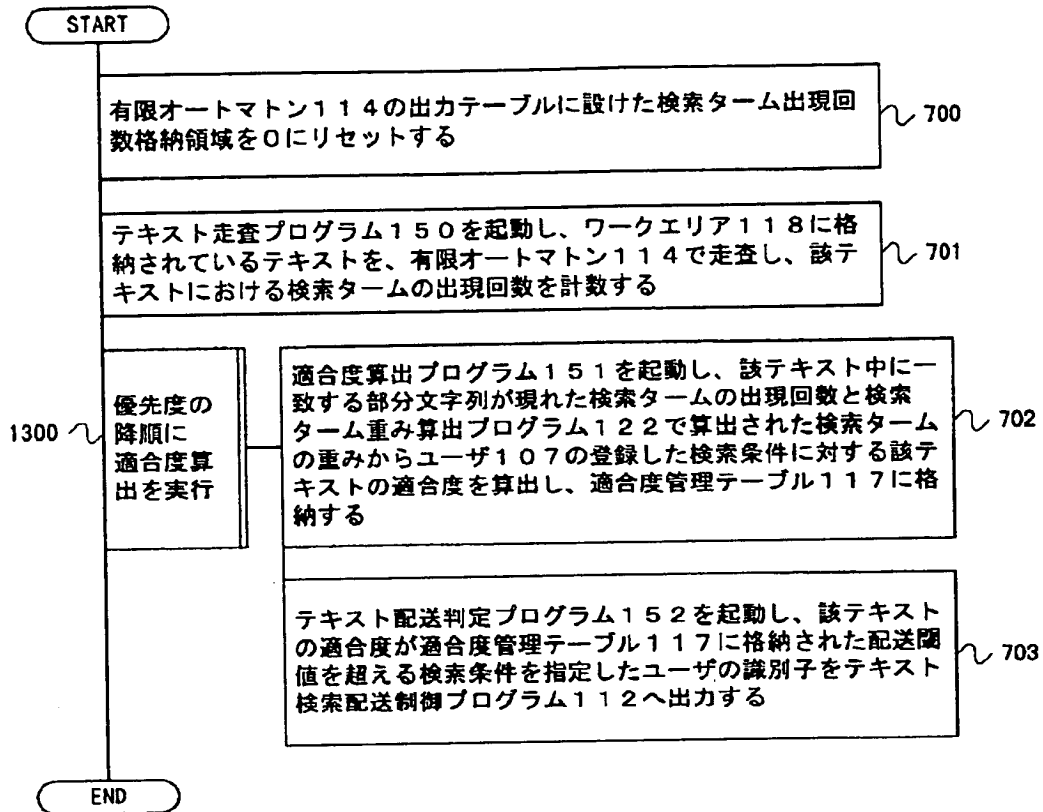 START
有限オートマトン114の出力テーブルに設けた検索ターム出現回
数格納領域を0にリセットする
700
テキスト走査プログラム150を起動し、ワークエリア118に格
納されているテキストを、有限オートマトン114で走査し、該テ
キストにおける検索タームの出現回数を計数する
701
1300
優先度の
降順に
適合度算
出を実行
適合度算出プログラム151を起動し、該テキスト中に一
致する部分文字列が現れた検索タームの出現回数と検索
ターム重み算出プログラム122で算出された検索ターム
の重みからユーザ107の登録した検索条件に対する該テ
キストの適合度を算出し、適合度管理テーブル117に格
納する
702
テキスト配送判定プログラム152を起動し、該テキスト
の適合度が適合度管理テーブル117に格納された配送閾
値を超える検索条件を指定したユーザの識別子をテキスト
検索配送制御プログラム112へ出力する
703
END